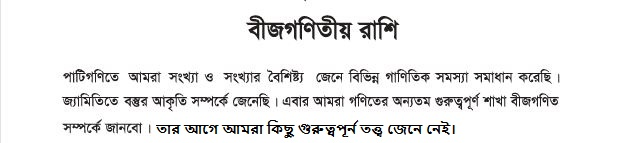 বীজগণিতীয় রাশি
পাটিগণিতে আমরা সংখ্যা ও সংখ্যার বৈশিষ্ট্য জেনে বিভিন্ন গাণিতিক সমস্যা সমাধান করেছি।
জ্যামিতিতে বস্তুর আকৃতি সম্পর্কে জেনেছি। এবার আমরা গণিতের অন্যতম গুরুত্বপূর্ণ শাখা বীজগণিত
সম্পর্কে জানবো। তার আগে আমরা কিছু গুরুত্বপূর্ন তত্ত্ব জেনে নেই।